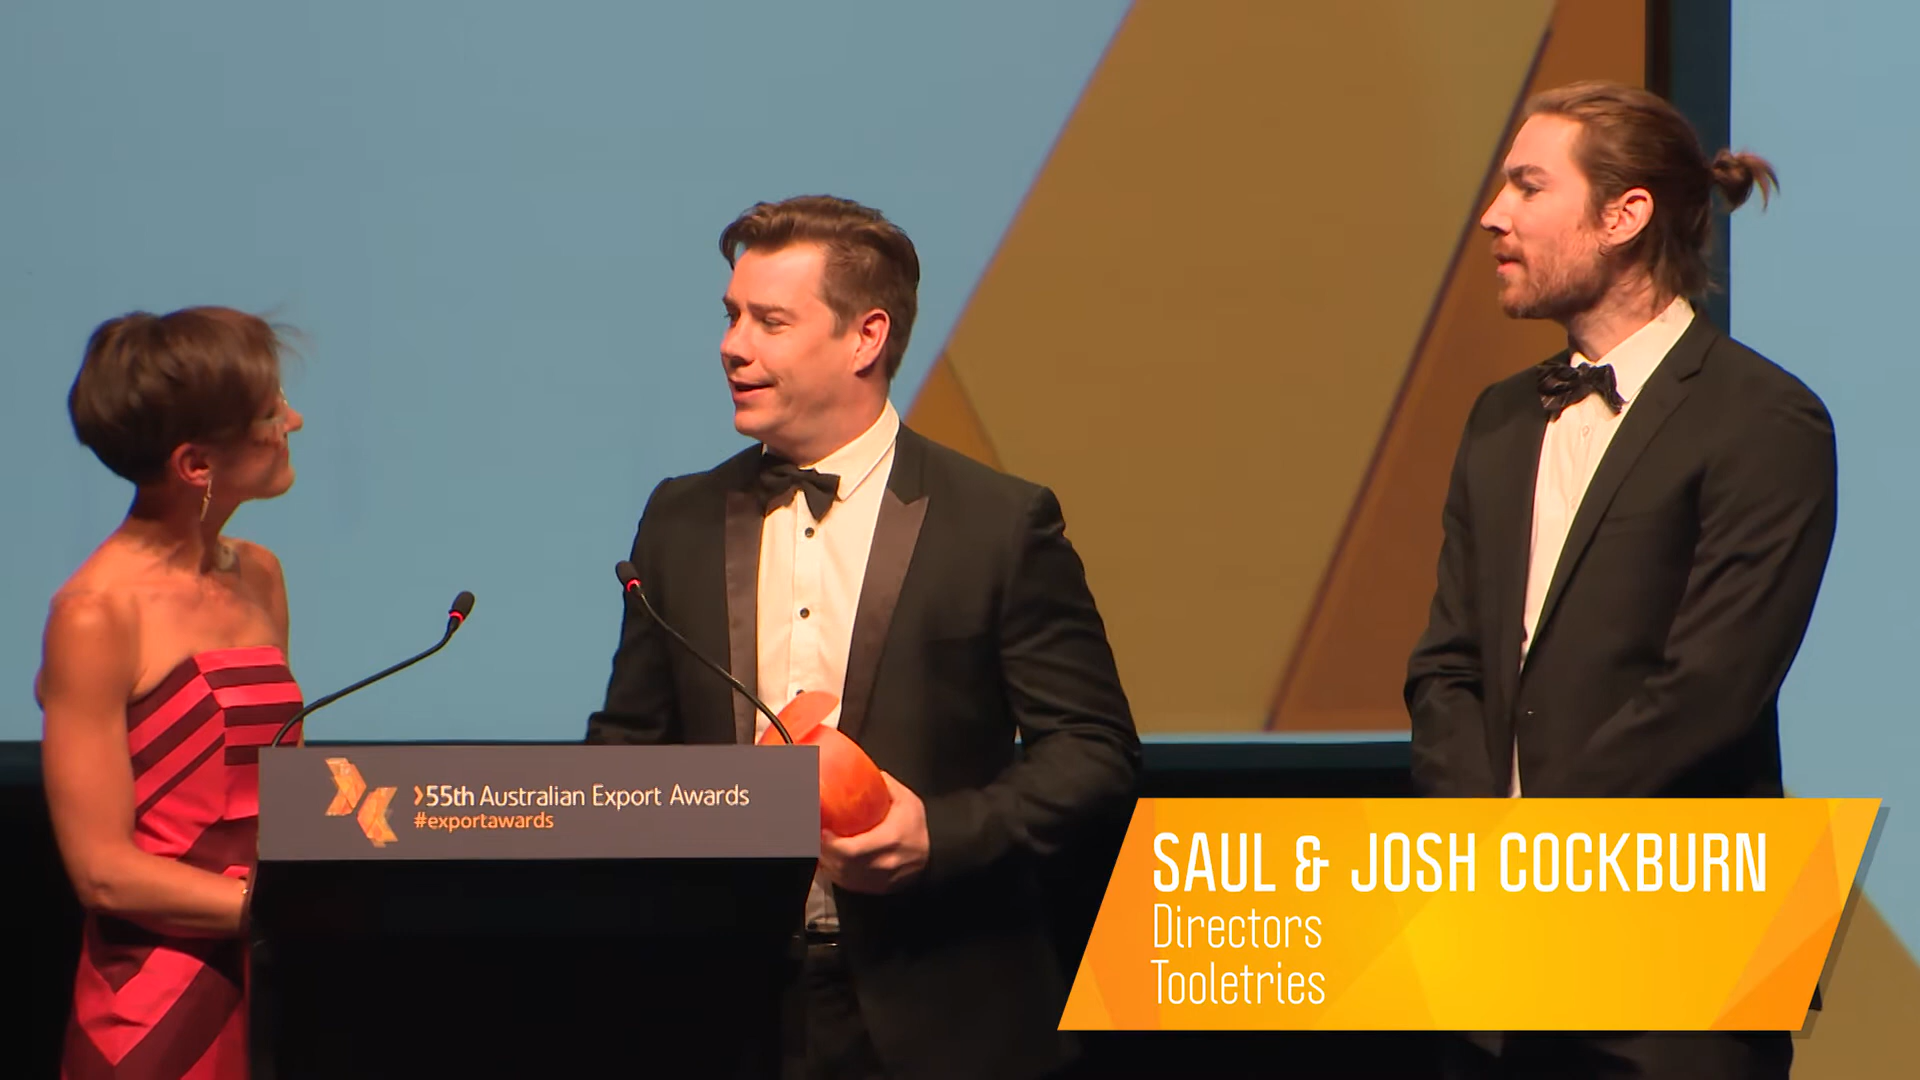 ›55th Australian Export Awards
#exportawards
SAUL & JOSH COCKBURN
Directors
Tooletries